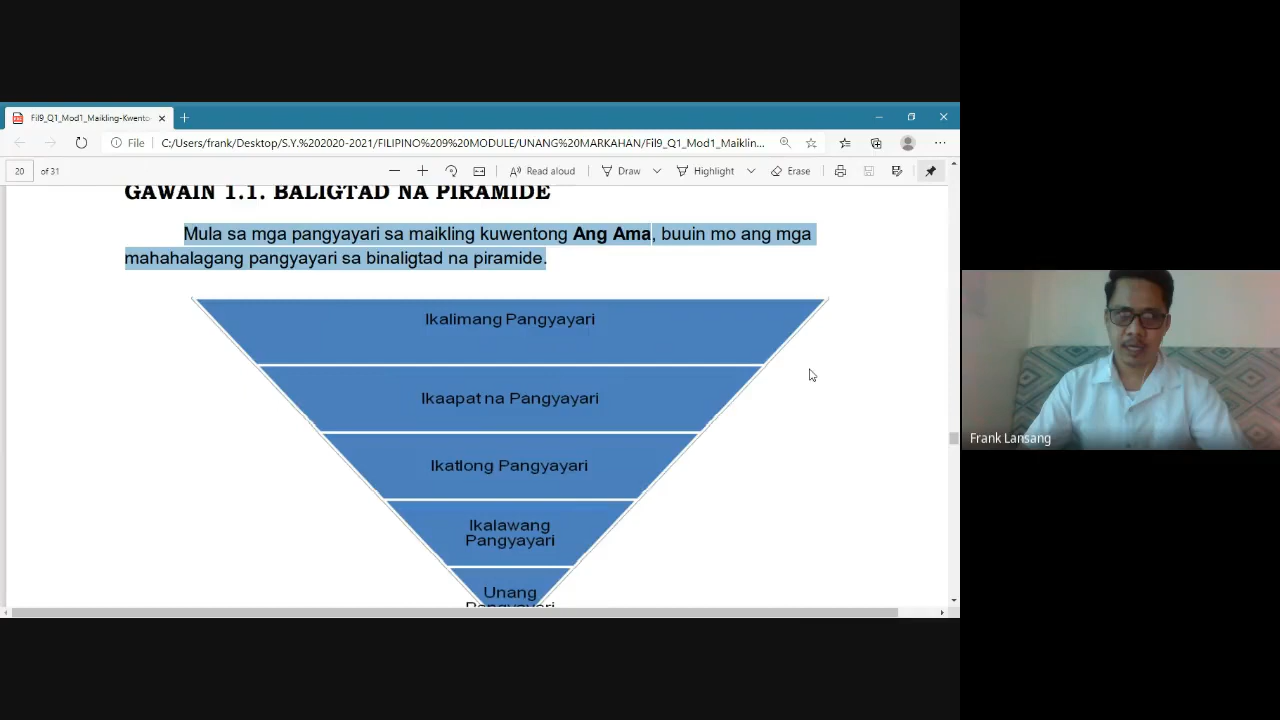 Fil9_Q1_Mod1_Maikling-Kwento
File
C:/Users/frank/Desktop/S.Y.%202020-2021/FILIPINO%209%20MODULE/UNANG%20MARKAHAN/Fil9_Q1_Mod1_Maiklin...
20 of 31
Read aloud
Draw
Highlight
Erase
GAWAIN 1.1. BALIGTAD NA PIRAMIDE
Mula sa mga pangyayari sa maikling kuwentong Ang Ama, buuin mo ang mga
mahahalagang pangyayari sa binaligtad na piramide.
Ikalimang Pangyayari
Ikaapat na Pangyayari
Ikatlong Pangyayari
Ikalawang
Pangyayari
Unang
Pangyayari
Frank Lansang